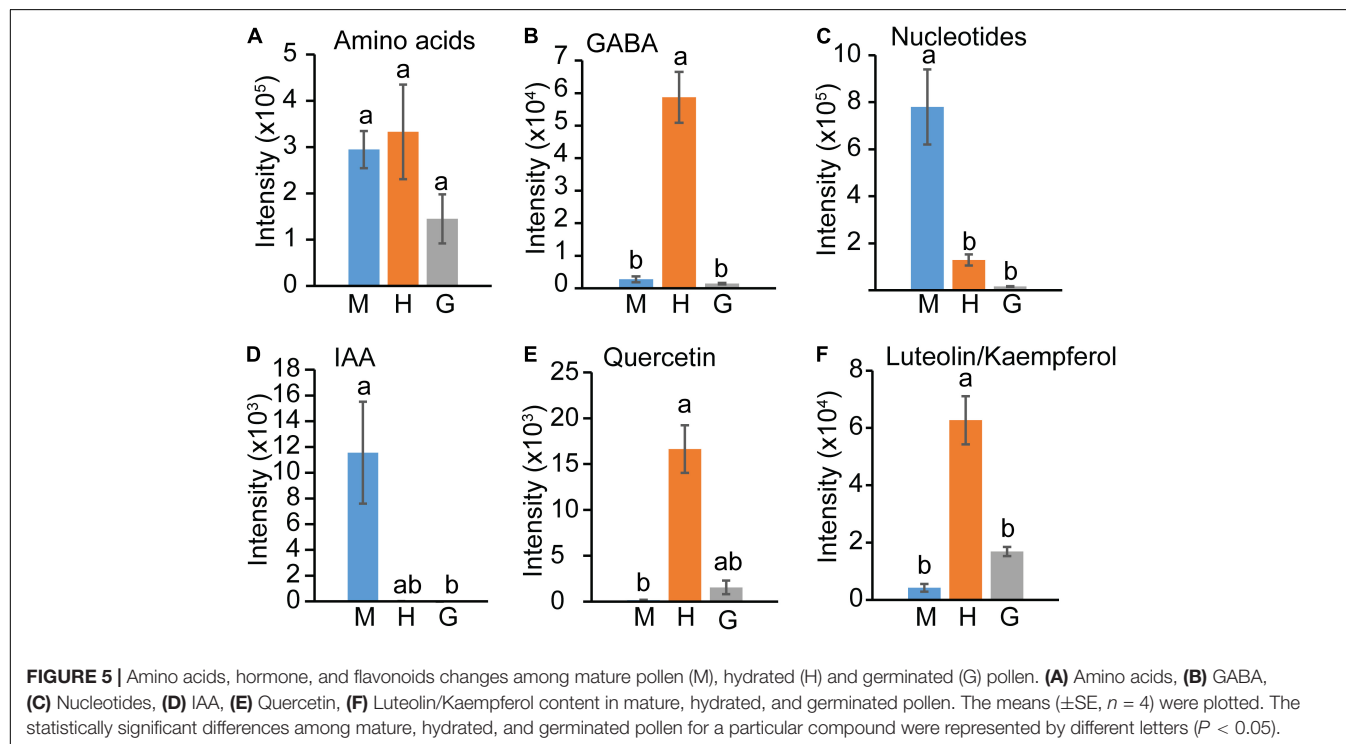 A Amino acids
Intensity (x10⁵)
5
4
3
2
1
0
a
a
a
M H G
B GABA
Intensity (x10⁴)
7
6
5
4
3
2
1
0
b
a
b
M H G
C Nucleotides
Intensity (x10⁵)
10
8
6
4
2
a
b
b
M H G
D IAA
Intensity (x10³)
18
16
14
12
10
8
6
4
2
0
a
ab
b
M H G
E Quercetin
Intensity (x10³)
25
20
15
10
5
0
b
a
ab
M H G
F Luteolin/Kaempferol
Intensity (x10⁴)
8
6
4
2
0
b
a
b
M H G
FIGURE 5 | Amino acids, hormone, and flavonoids changes among mature pollen (M), hydrated (H) and germinated (G) pollen. (A) Amino acids, (B) GABA,
(C) Nucleotides, (D) IAA, (E) Quercetin, (F) Luteolin/Kaempferol content in mature, hydrated, and germinated pollen. The means (±SE, n = 4) were plotted. The
statistically significant differences among mature, hydrated, and germinated pollen for a particular compound were represented by different letters (P < 0.05).